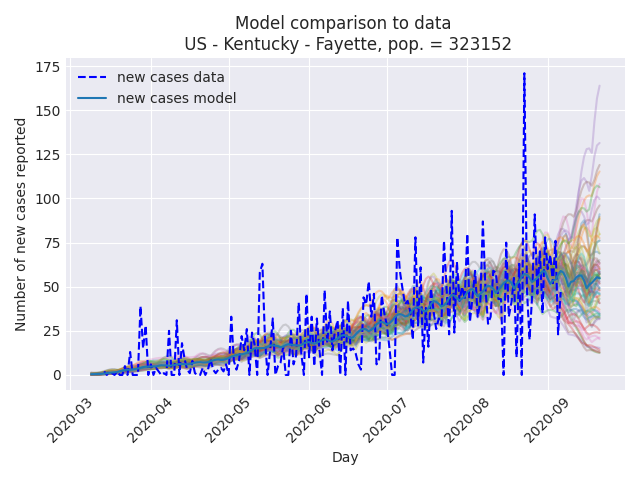 Model comparison to data
US - Kentucky - Fayette, pop. = 323152
new cases data
new cases model
Number of new cases reported
175
150
125
100
75
50
25
0
2020-03
2020-04
2020-05
2020-06
2020-07
2020-08
2020-09
Day